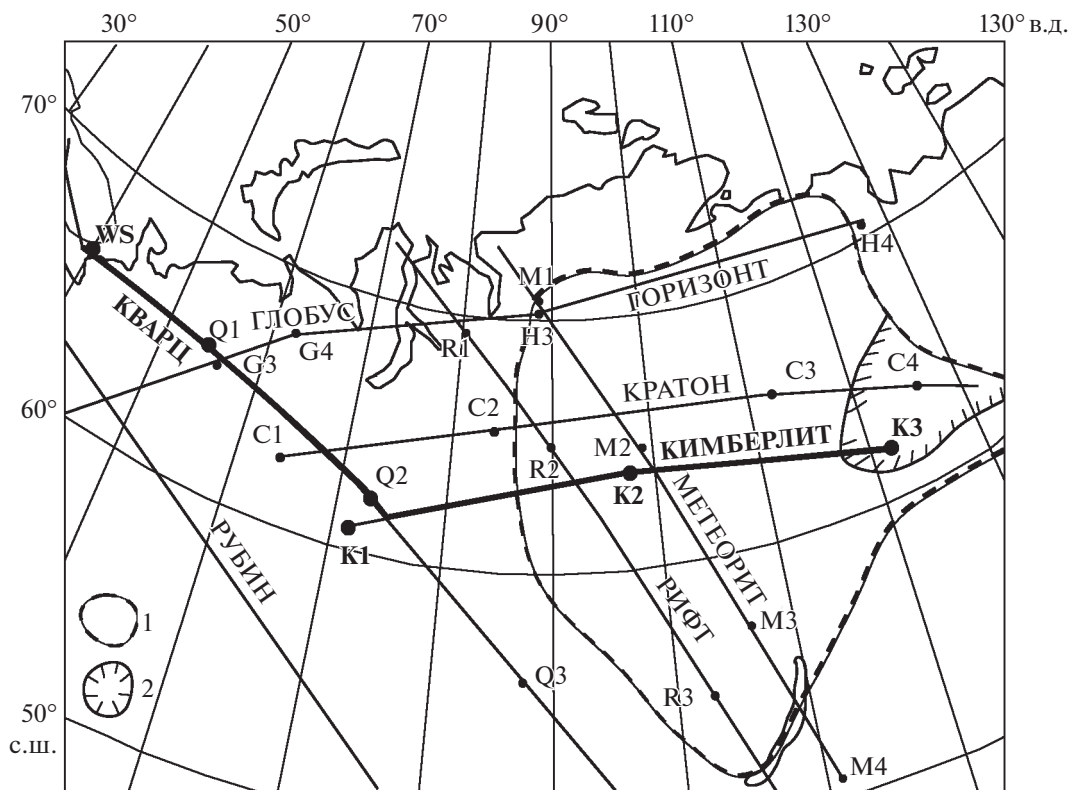 30° 50° 70° 90° 110° 130° 130° в.д.
70°
60°
50°
с.ш.
WS
КВАРЦ
Q1
ГЛОБУС
G3
G4
R1
M1
H3
ГОРИЗОНТ
H4
C1
C2
КРАТОН
C3
C4
Q2
K1
R2
M2
K2
КИМБЕРЛИТ
K3
МЕТЕОРИТ
РУБИН
РИФТ
M3
Q3
R3
M4
1
2